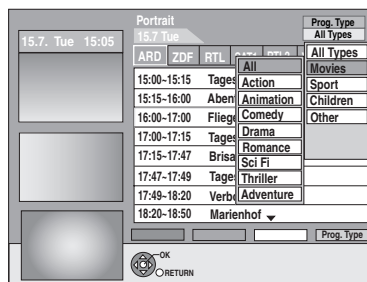 Portrait
Prog. Type
All Types
15.7. Tue 15:05
15.7 Tue
ARD ZDF RTL
All Types
Movies
Sport
Children
Other
All
Action
Animation
Comedy
Drama
Romance
Sci Fi
Thriller
Adventure
15:00~15:15 Tages
15:15~16:00 Aben
16:00~17:00 Fliege
17:00~17:15 Tages
17:15~17:47 Brisa
17:47~17:49 Tages
17:49~18:20 Verbo
18:20~18:50 Marienhof
Prog. Type
OK
RETURN